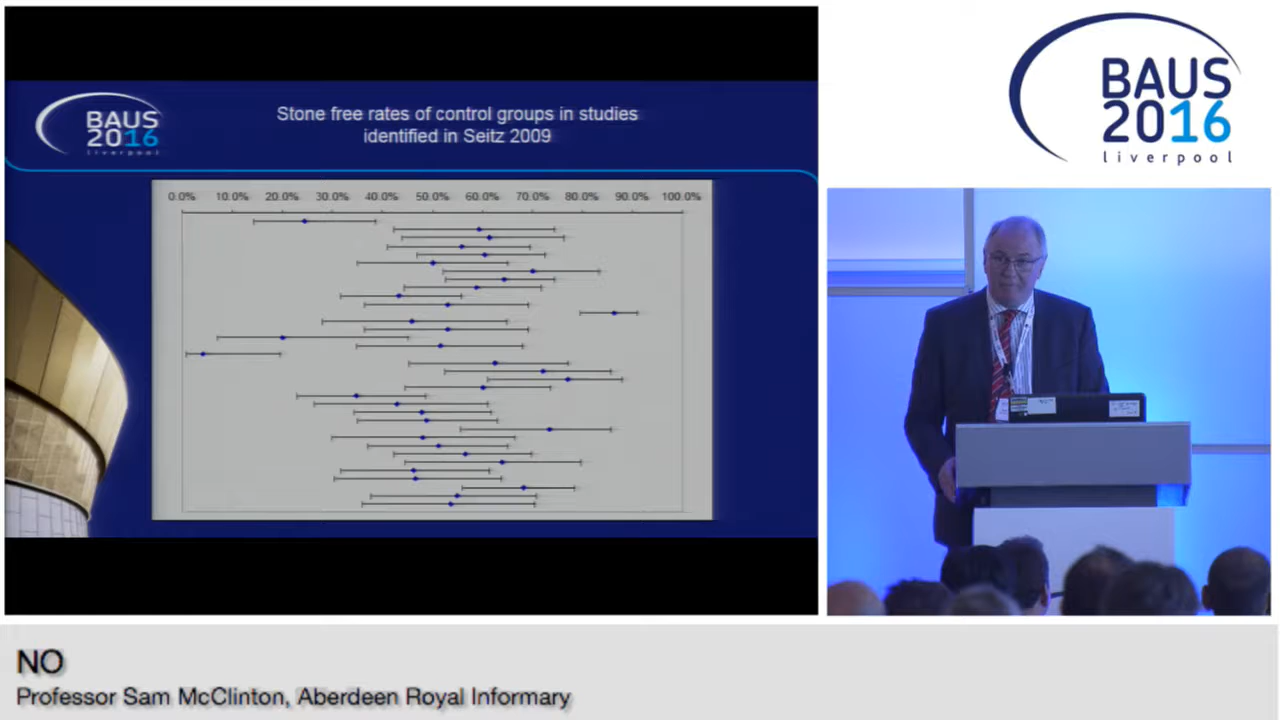 BAUS
2016
liverpool
Stone free rates of control groups in studies
identified in Seitz 2009
0.0% 10.0% 20.0% 30.0% 40.0% 50.0% 60.0% 70.0% 80.0% 90.0% 100.0%
BAUS
2016
liverpool
NO
Professor Sam McClinton, Aberdeen Royal Informary